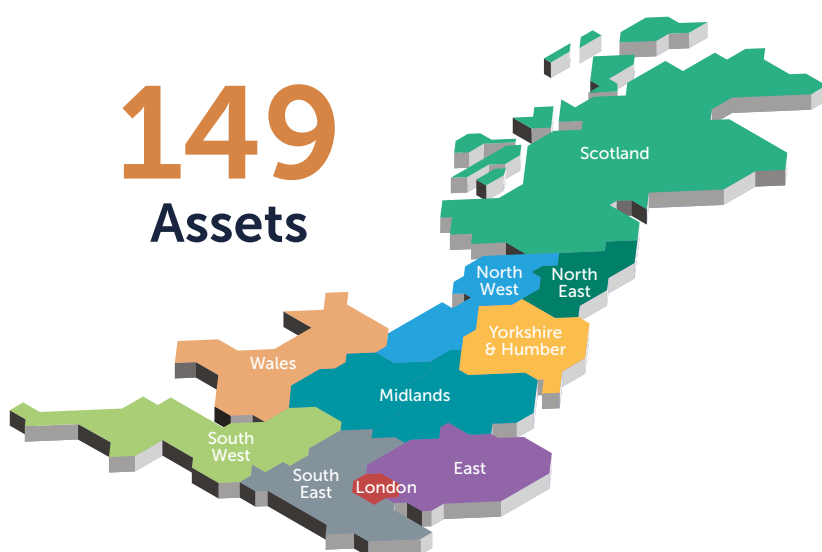 149
Assets
Scotland
North
West
North
East
Yorkshire
& Humber
Wales
Midlands
South
West
South
East
London
East